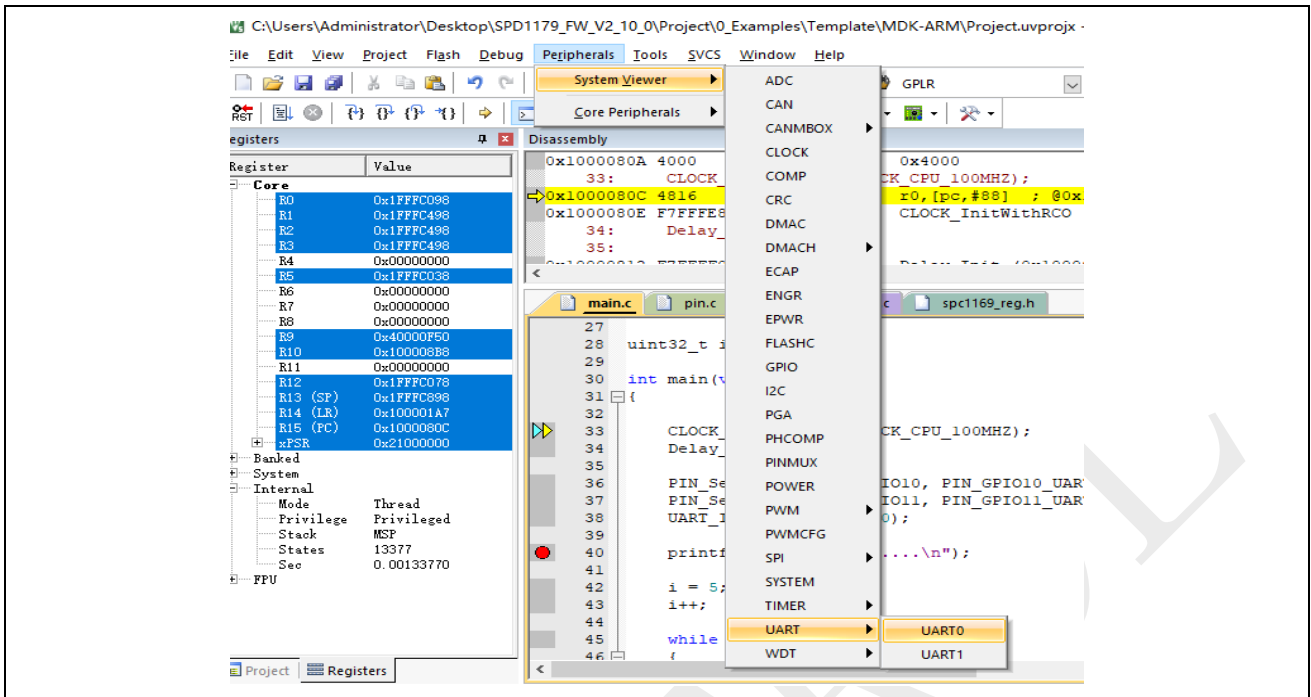 C:\Users\Administrator\Desktop\SPD1179_FW_V2_10_0\Project\0_Examples\Template\MDK-ARM\Project.uvprojx -
File Edit View Project Flash Debug Peripherals Tools SVCS Window Help
GPLR
RST
System Viewer
Core Peripherals
ADC
CAN
CANMBOX
CLOCK
COMP
CRC
DMAC
DMACH
ECAP
ENGR
EPWR
FLASHC
GPIO
I2C
PGA
PHCOMP
PINMUX
POWER
PWM
PWMCFG
SPI
SYSTEM
TIMER
UART
WDT
UART0
UART1
egisters
Register Value
Core
R0 0x1FFFC098
R1 0x1FFFC498
R2 0x1FFFC498
R3 0x1FFFC498
R4 0x00000000
R5 0x1FFFC038
R6 0x00000000
R7 0x00000000
R8 0x00000000
R9 0x40000F50
R10 0x100008B8
R11 0x00000000
R12 0x1FFFC078
R13 (SP) 0x1FFFC898
R14 (LR) 0x100001A7
R15 (PC) 0x1000080C
xPSR 0x21000000
Banked
System
Internal
Mode Thread
Privilege Privileged
Stack MSP
States 13377
Sec 0.00133770
FPU
Project Registers
Disassembly
0x1000080A 4000 0x4000
33: CLOCK_ CK_CPU_100MHZ);
0x1000080C 4816 r0,[pc,#88] ; @0x
0x1000080E F7FFFE8 CLOCK_InitWithRCO
34: Delay_
35:
main.c pin.c c spc1169_reg.h
27
28 uint32_t i
29
30 int main(v
31 {
32
33 CLOCK_ CK_CPU_100MHZ);
34 Delay_
35
36 PIN_Se IO10, PIN_GPIO10_UAR
37 PIN_Se IO11, PIN_GPIO11_UAR
38 UART_I 0);
39
40 printf ....\n");
41
42 i = 5;
43 i++;
44
45 while
46 {